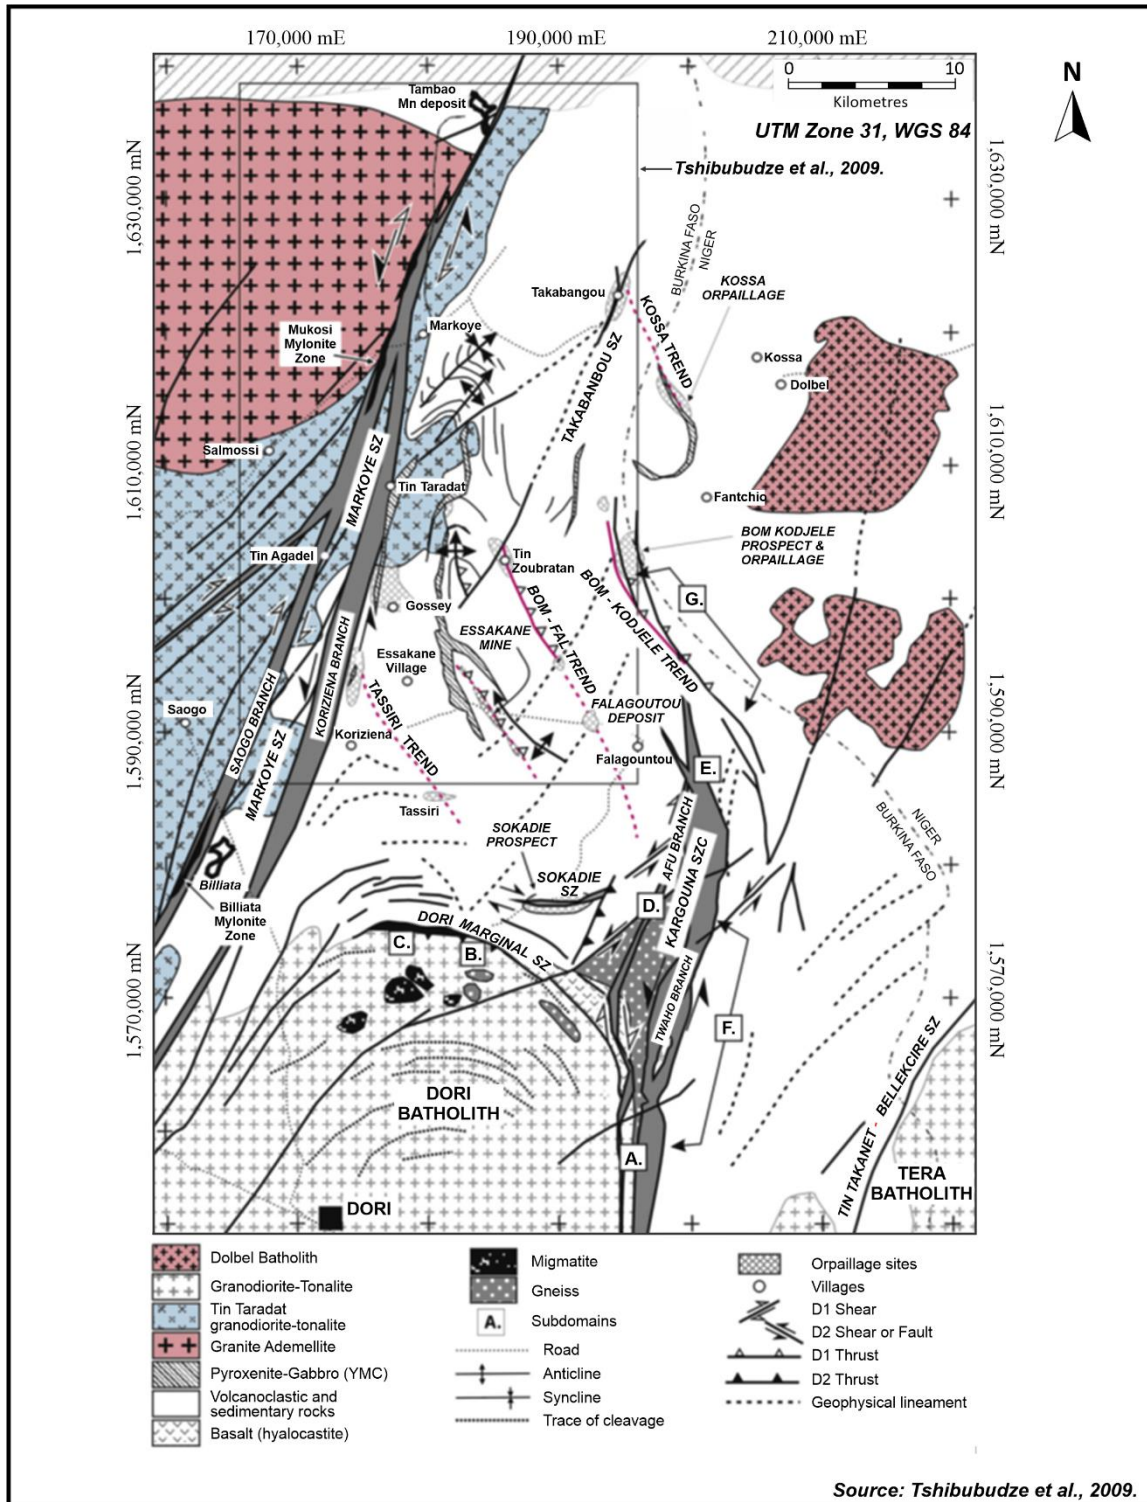 170,000 mE
190,000 mE
210,000 mE
0
10
Kilometres
N
UTM Zone 31, WGS 84
Tshibubudze et al., 2009.
1,630,000 mN
1,630,000 mN
1,610,000 mN
1,610,000 mN
1,590,000 mN
1,590,000 mN
1,570,000 mN
1,570,000 mN
Tambao
Mn deposit
BURKINA FASO
NIGER
Takabangou
KOSSA
ORPAILLAGE
KOSSA TREND
Mukosi
Mylonite
Zone
Markoye
Kossa
Dolbel
TAKABANBOU SZ
Salmossi
MARKOYE SZ
Tin Taradat
Fantchio
BOM KODJELE
PROSPECT &
ORPAILLAGE
Tin Agadel
Tin
Zoubratan
BOM - KODJELE TREND
G.
Gossey
BOM - FAL TREND
ESSAKANE
MINE
Essakane
Village
KORIZIENA BRANCH
SAOGO BRANCH
MARKOYE SZ
TASSIRI TREND
Saogo
FALAGOUTOU
DEPOSIT
Koriziena
Falagountou
E.
Tassiri
AFU BRANCH
NIGER
BURKINA FASO
SOKADIE
PROSPECT
SOKADIE
SZ
KARGOUNA SZC
D.
Billiata
Billiata
Mylonite
Zone
DORI MARGINAL SZ
C.
B.
TWAHO BRANCH
F.
TIN TAKANET - BELLEKCIRE SZ
DORI
BATHOLITH
A.
TERA
BATHOLITH
DORI
Dolbel Batholith
Granodiorite-Tonalite
Tin Taradat
granodiorite-tonalite
Granite Ademellite
Pyroxenite-Gabbro (YMC)
Volcanoclastic and
sedimentary rocks
Basalt (hyalocastite)
Migmatite
Gneiss
A.
Subdomains
Road
Anticline
Syncline
Trace of cleavage
Orpaillage sites
Villages
D1 Shear
D2 Shear or Fault
D1 Thrust
D2 Thrust
Geophysical lineament
Source: Tshibubudze et al., 2009.